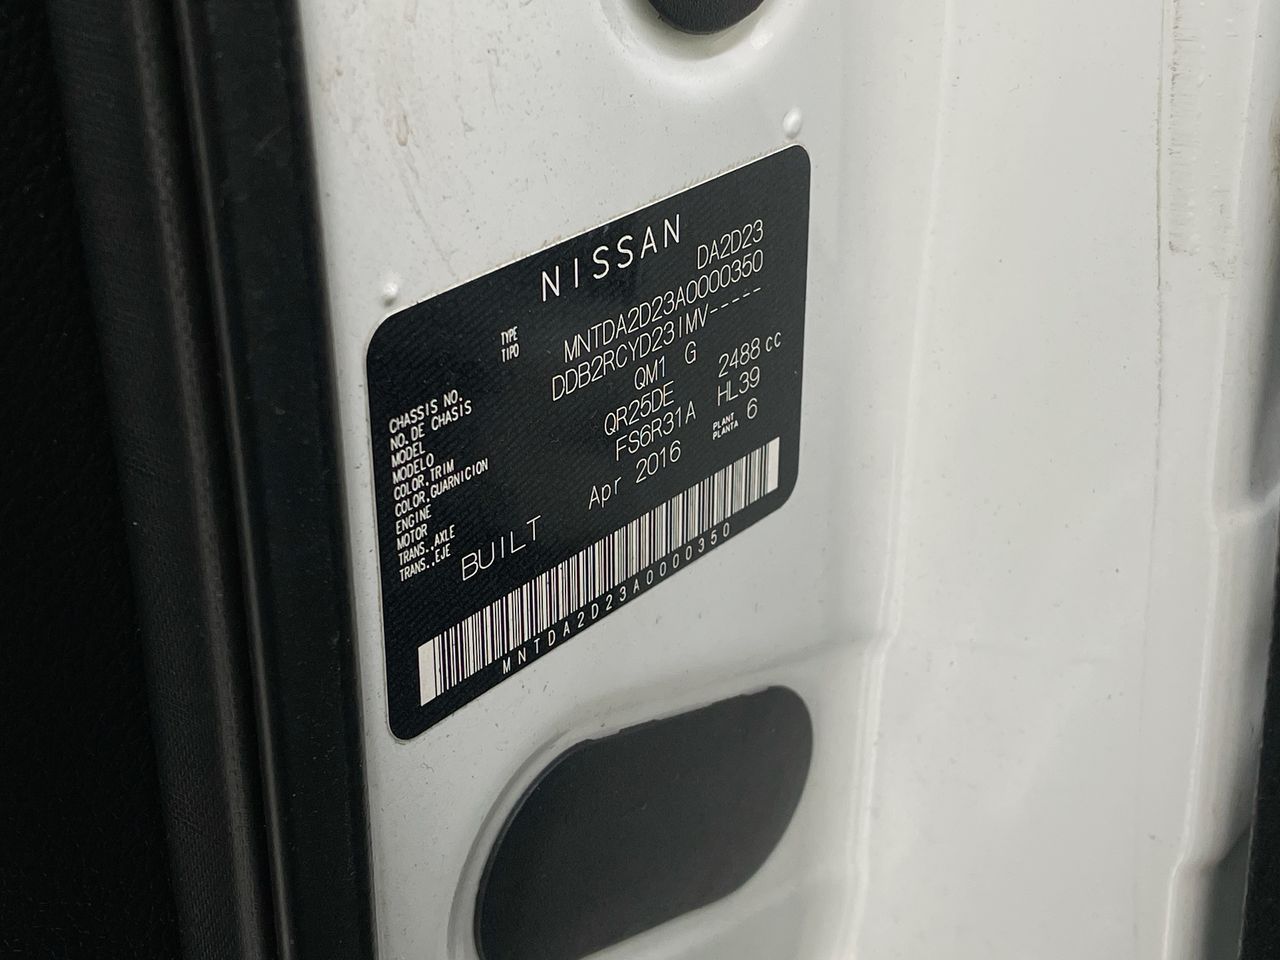 NISSAN
TYPE DA2D23
TIPO
CHASSIS NO. MNTDA2D23A0000350
NO. DE CHASIS
MODEL DDB2RCYD23IMV-----
MODELO
COLOR,TRIM QM1 G
COLOR,GUARNICION
ENGINE QR25DE 2488 cc
MOTOR
TRANS.,AXLE FS6R31A HL39
TRANS.,EJE
BUILT Apr 2016 PLANT 6
PLANTA
MNTDA2D23A0000350